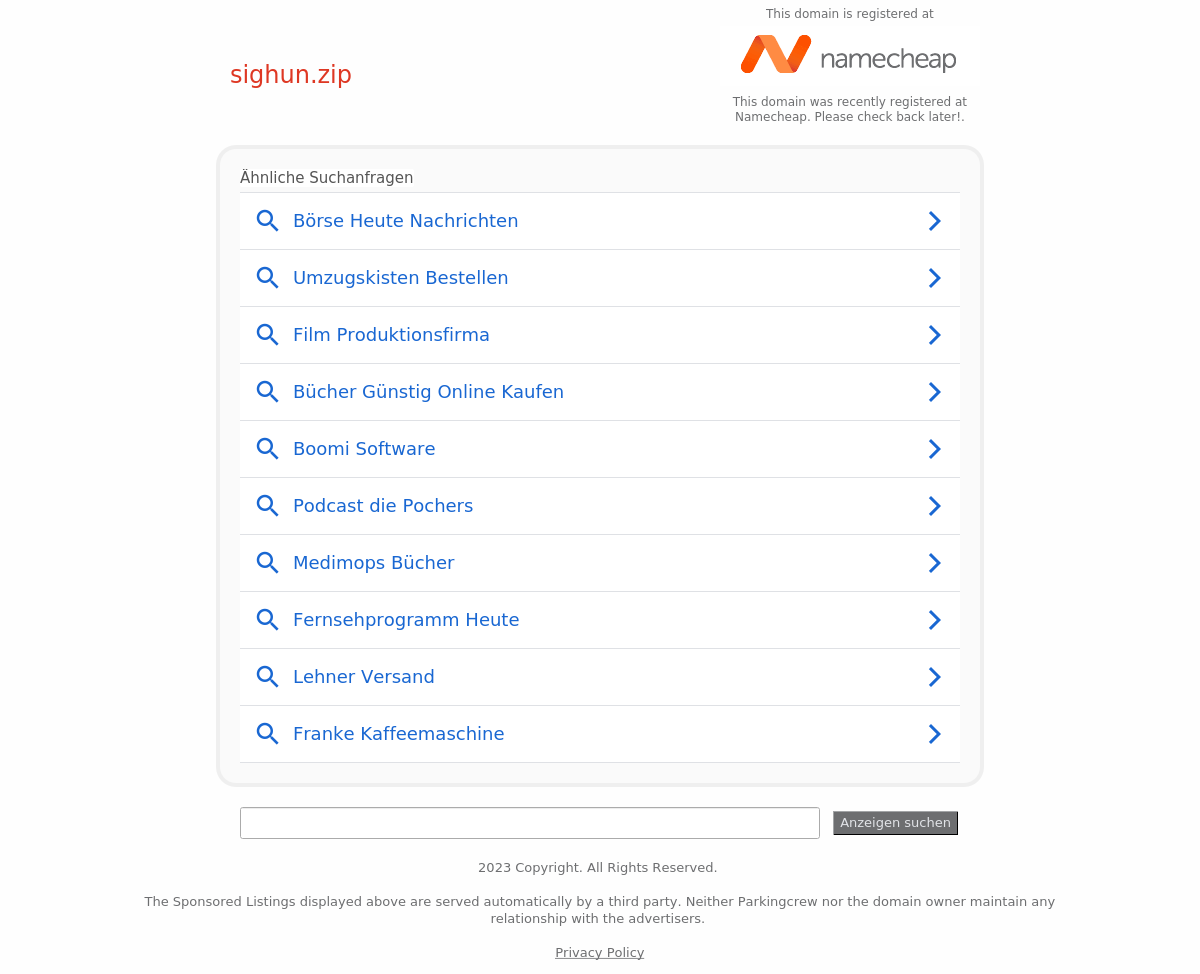 This domain is registered at
namecheap
sighun.zip
This domain was recently registered at
Namecheap. Please check back later!.
Ähnliche Suchanfragen
Börse Heute Nachrichten
Umzugskisten Bestellen
Film Produktionsfirma
Bücher Günstig Online Kaufen
Boomi Software
Podcast die Pochers
Medimops Bücher
Fernsehprogramm Heute
Lehner Versand
Franke Kaffeemaschine
Anzeigen suchen
2023 Copyright. All Rights Reserved.
The Sponsored Listings displayed above are served automatically by a third party. Neither Parkingcrew nor the domain owner maintain any
relationship with the advertisers.
Privacy Policy